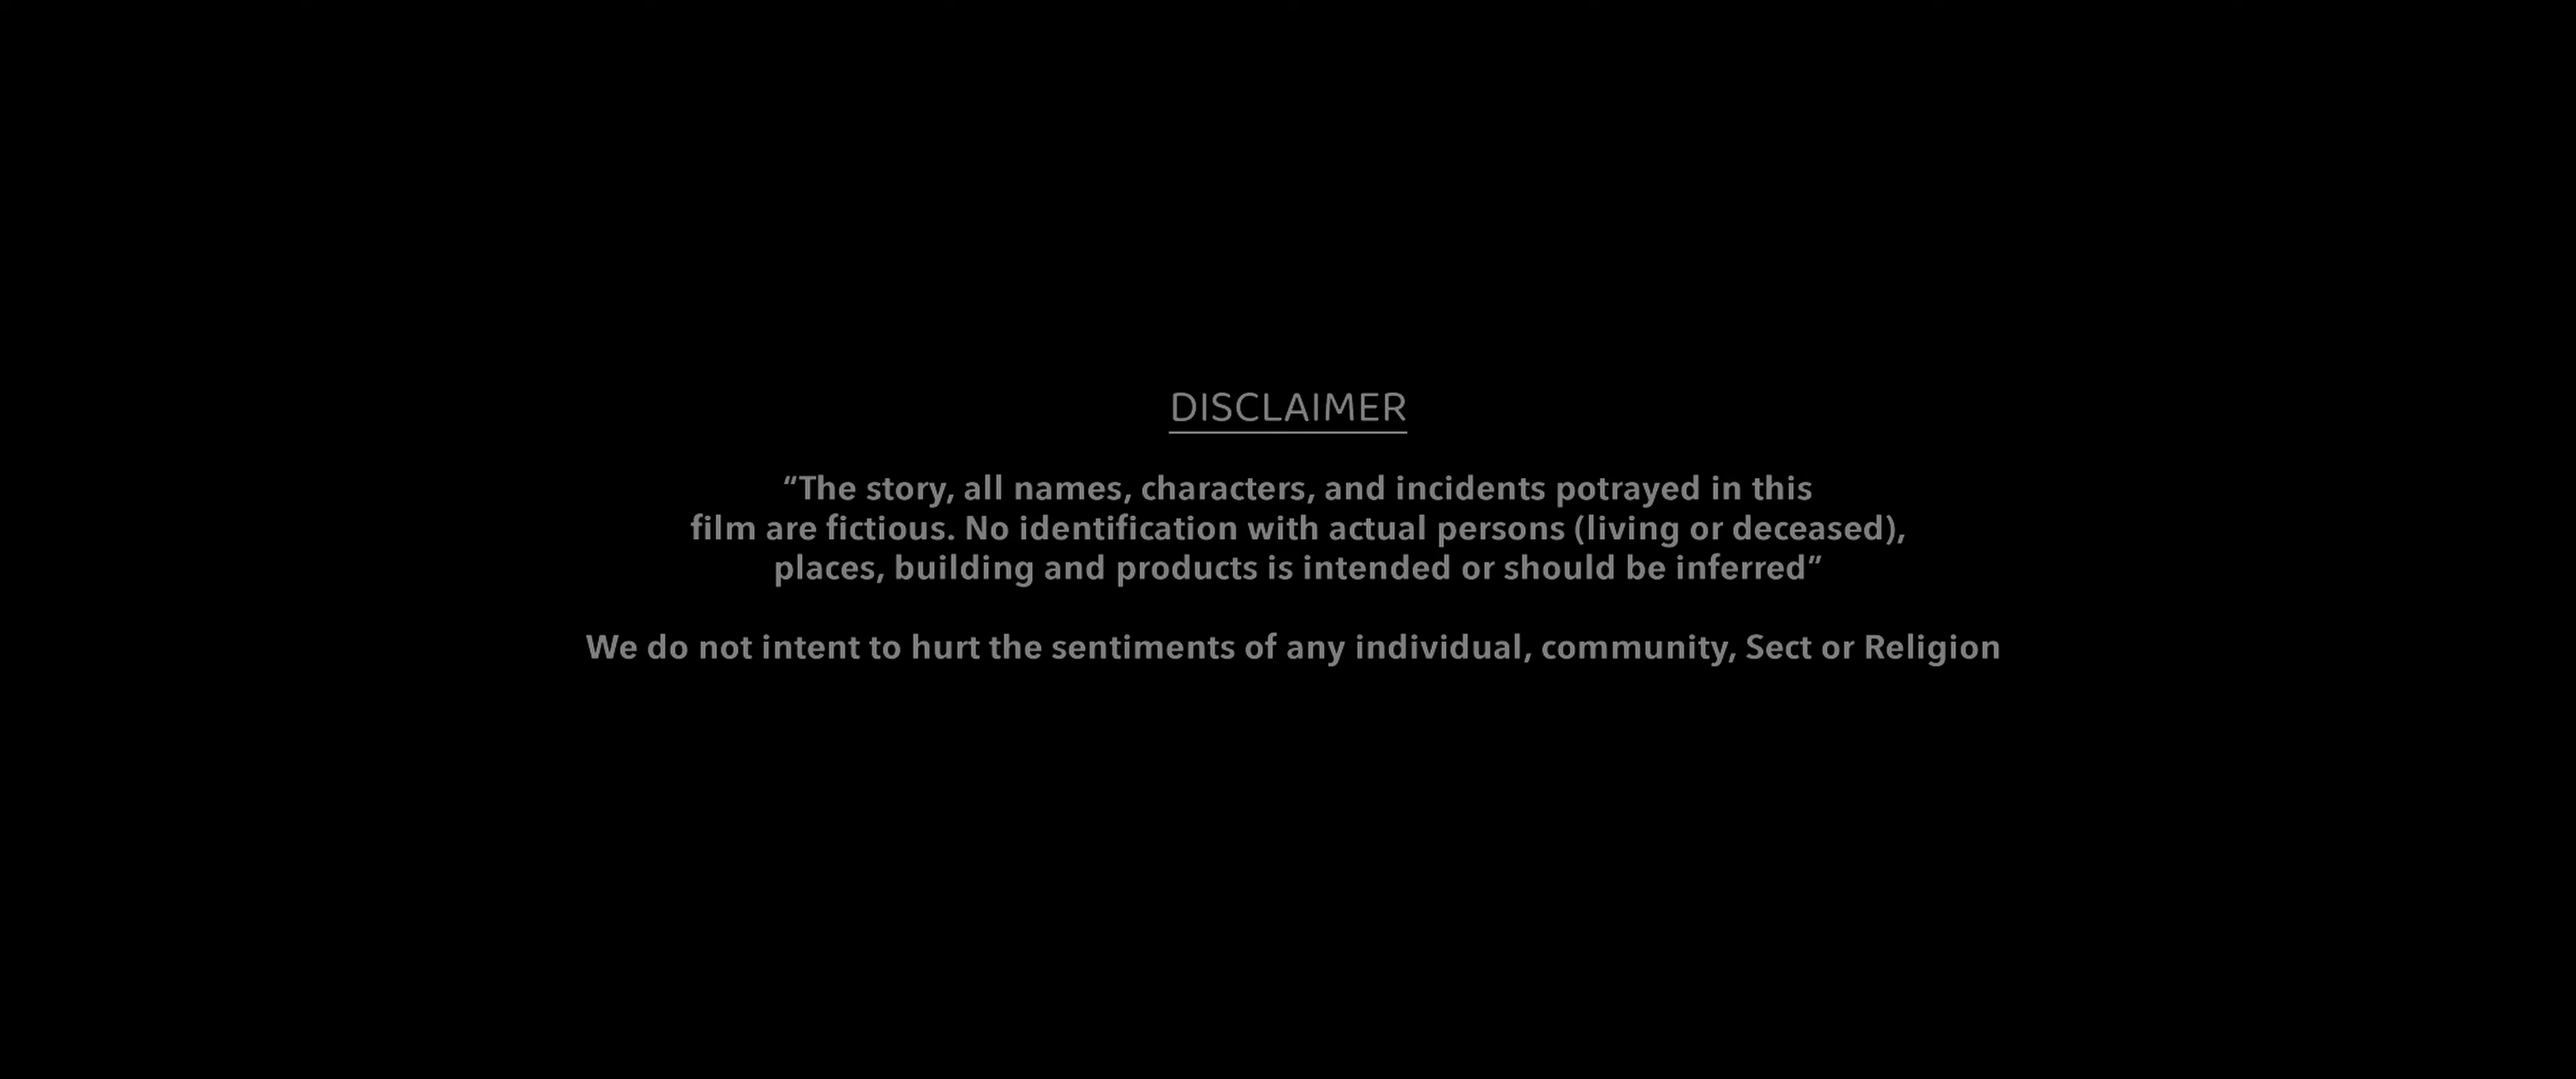 DISCLAIMER
“The story, all names, characters, and incidents potrayed in this
film are fictious. No identification with actual persons (living or deceased),
places, building and products is intended or should be inferred”
We do not intent to hurt the sentiments of any individual, community, Sect or Religion